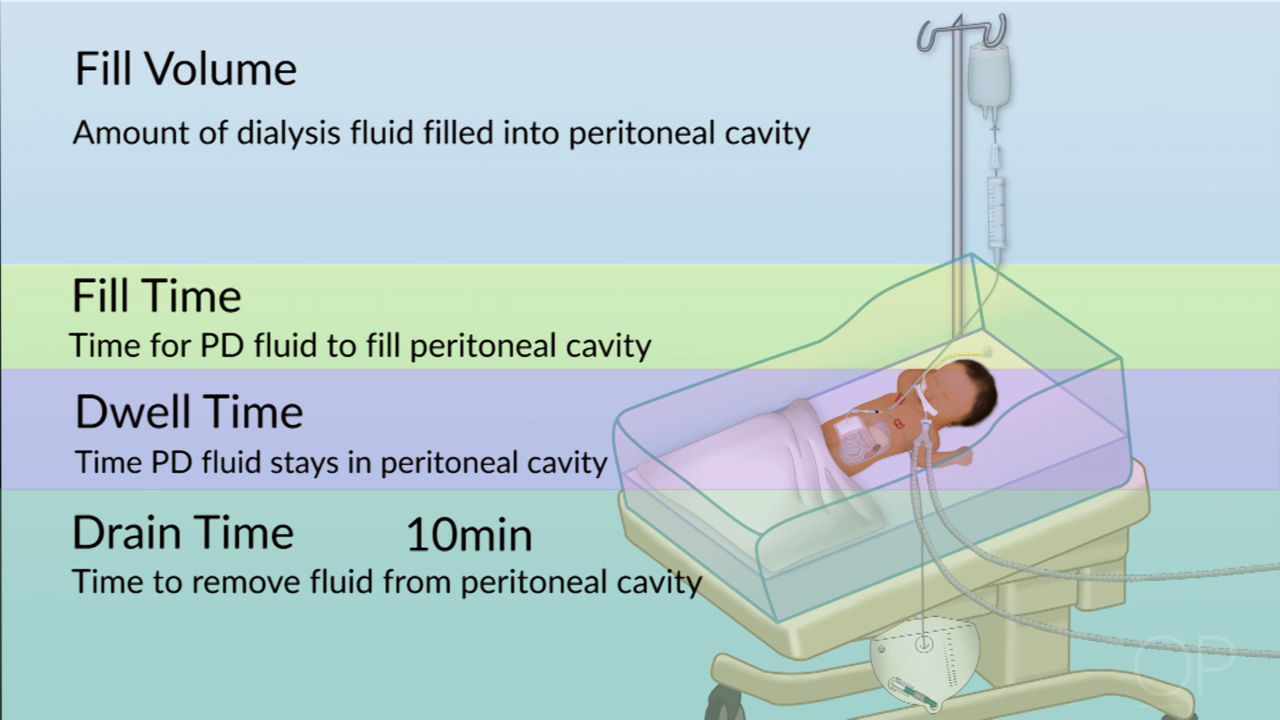 Fill Volume
Amount of dialysis fluid filled into peritoneal cavity
Fill Time
Time for PD fluid to fill peritoneal cavity
Dwell Time
Time PD fluid stays in peritoneal cavity
Drain Time 10min
Time to remove fluid from peritoneal cavity
OP